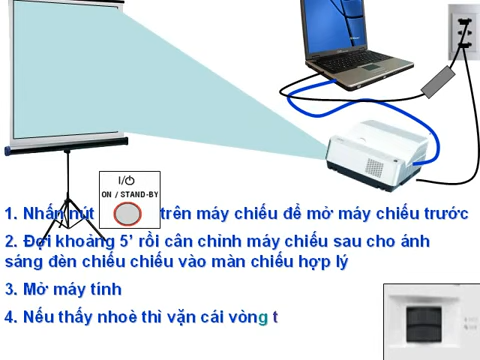 I/⏻
ON / STAND-BY
1. Nhấn nút trên máy chiếu để mở máy chiếu trước
2. Đợi khoảng 5' rồi cân chỉnh máy chiếu sau cho ánh
sáng đèn chiếu chiếu vào màn chiếu hợp lý
3. Mở máy tính
4. Nếu thấy nhoè thì vặn cái vòng t